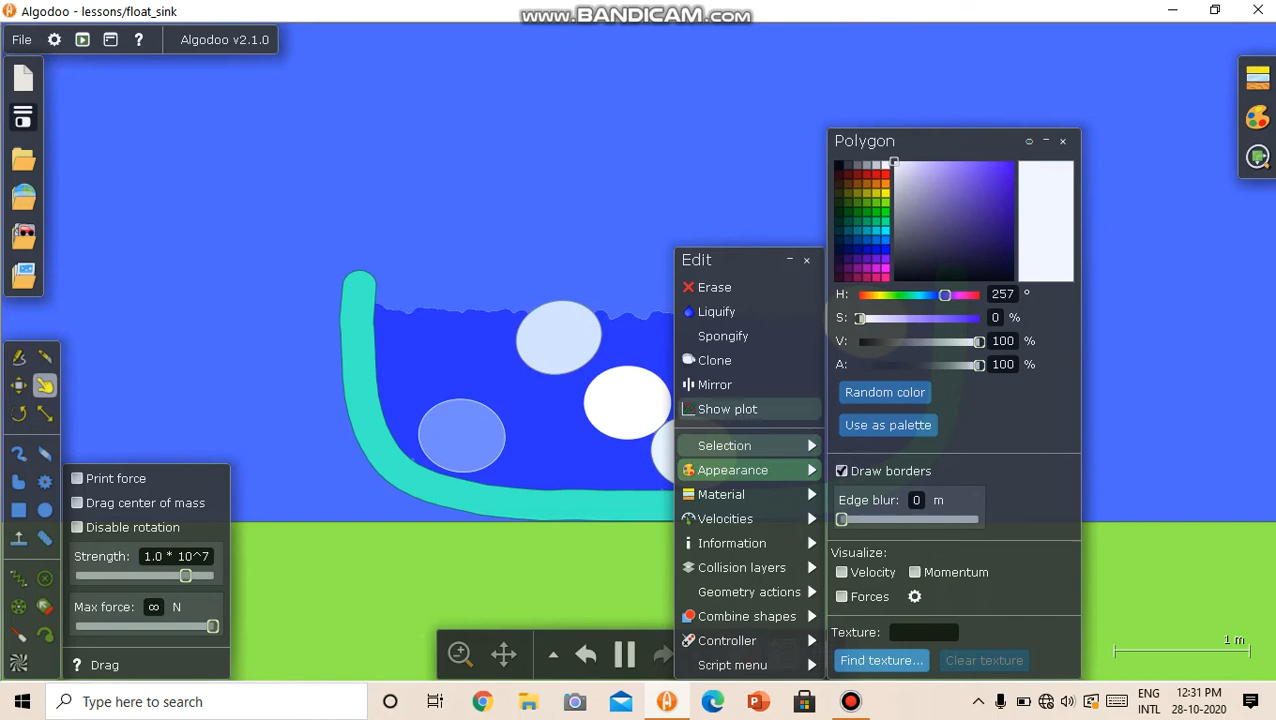 Algodoo - lessons/float_sink
www.BANDICAM.com
File
?
Algodoo v2.1.0
Polygon
H:
257
°
S:
0
%
V:
100
%
A:
100
%
Random color
Use as palette
Draw borders
Edge blur:
0
m
Visualize:
Velocity
Momentum
Forces
Texture:
Find texture...
Clear texture
Edit
Erase
Liquify
Spongify
Clone
Mirror
Show plot
Selection
Appearance
Material
Velocities
Information
Collision layers
Geometry actions
Combine shapes
Controller
Script menu
Print force
Drag center of mass
Disable rotation
Strength:
1.0 * 10^7
Max force:
∞
N
? Drag
1 m
Type here to search
ENG
INTL
12:31 PM
28-10-2020